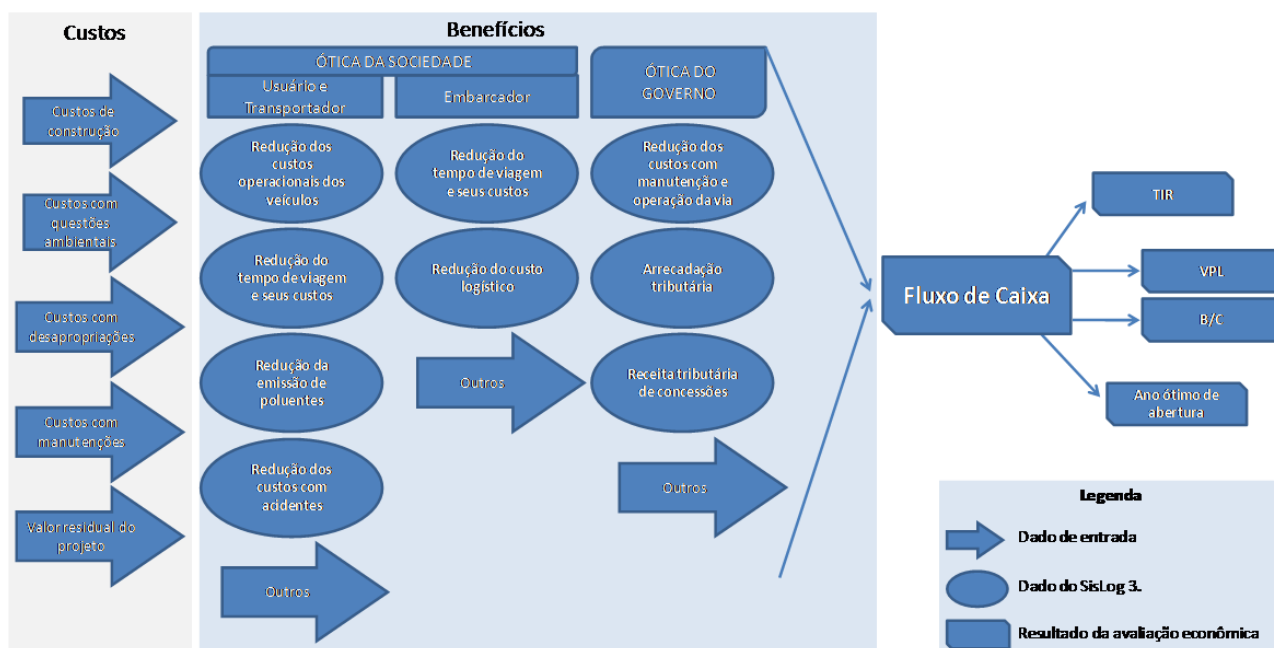 Custos
Custos de
construção
Custos com
questões
ambientais
Custos com
desapropriações
Custos com
manutenções
Valor residual do
projeto
Benefícios
ÓTICA DA SOCIEDADE
Usuário e
Transportador
Redução dos
custos
operacionais dos
veículos
Redução do
tempo de viagem
e seus custos
Redução da
emissão de
poluentes
Redução dos
custos com
acidentes
Outros
Embarcador
Redução do
tempo de viagem
e seus custos
Redução do custo
logístico
Outros
ÓTICA DO
GOVERNO
Redução dos
custos com
manutenção e
operação da via
Arrecadação
tributária
Receita tributária
de concessões
Outros
Fluxo de Caixa
TIR
VPL
B/C
Ano ótimo de
abertura
Legenda
Dado de entrada
Dado do SisLog 3.
Resultado da avaliação econômica